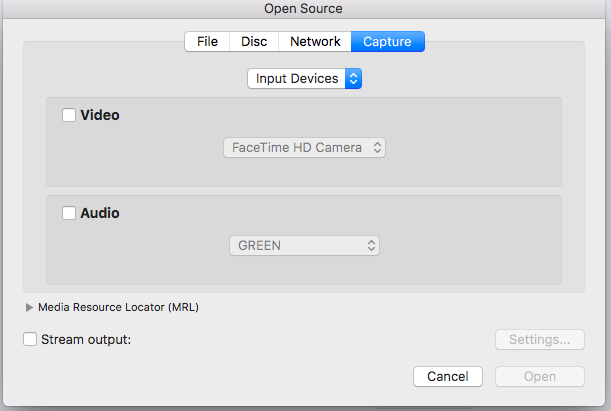 Open Source
File Disc Network Capture
Input Devices
Video
FaceTime HD Camera
Audio
GREEN
Media Resource Locator (MRL)
Stream output: Settings...
Cancel Open